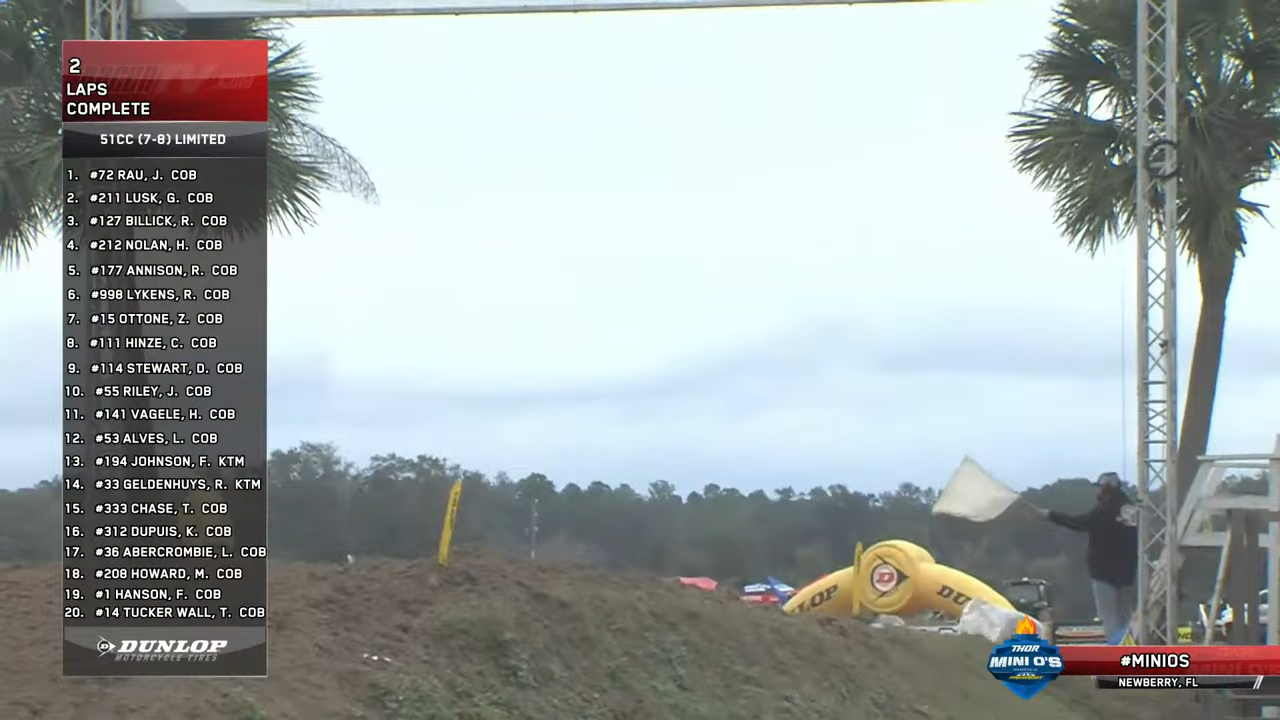 2
LAPS
COMPLETE
51CC (7-8) LIMITED
1. #72 RAU, J. COB
2. #211 LUSK, G. COB
3. #127 BILLICK, R. COB
4. #212 NOLAN, H. COB
5. #177 ANNISON, R. COB
6. #998 LYKENS, R. COB
7. #15 OTTONE, Z. COB
8. #111 HINZE, C. COB
9. #114 STEWART, D. COB
10. #55 RILEY, J. COB
11. #141 VAGELE, H. COB
12. #53 ALVES, L. COB
13. #194 JOHNSON, F. KTM
14. #33 GELDENHUYS, R. KTM
15. #333 CHASE, T. COB
16. #312 DUPUIS, K. COB
17. #36 ABERCROMBIE, L. COB
18. #208 HOWARD, M. COB
19. #1 HANSON, F. COB
20. #14 TUCKER WALL, T. COB
DUNLOP
MOTORCYCLE TIRES
THOR
MINI O'S
#MINIOS
NEWBERRY, FL